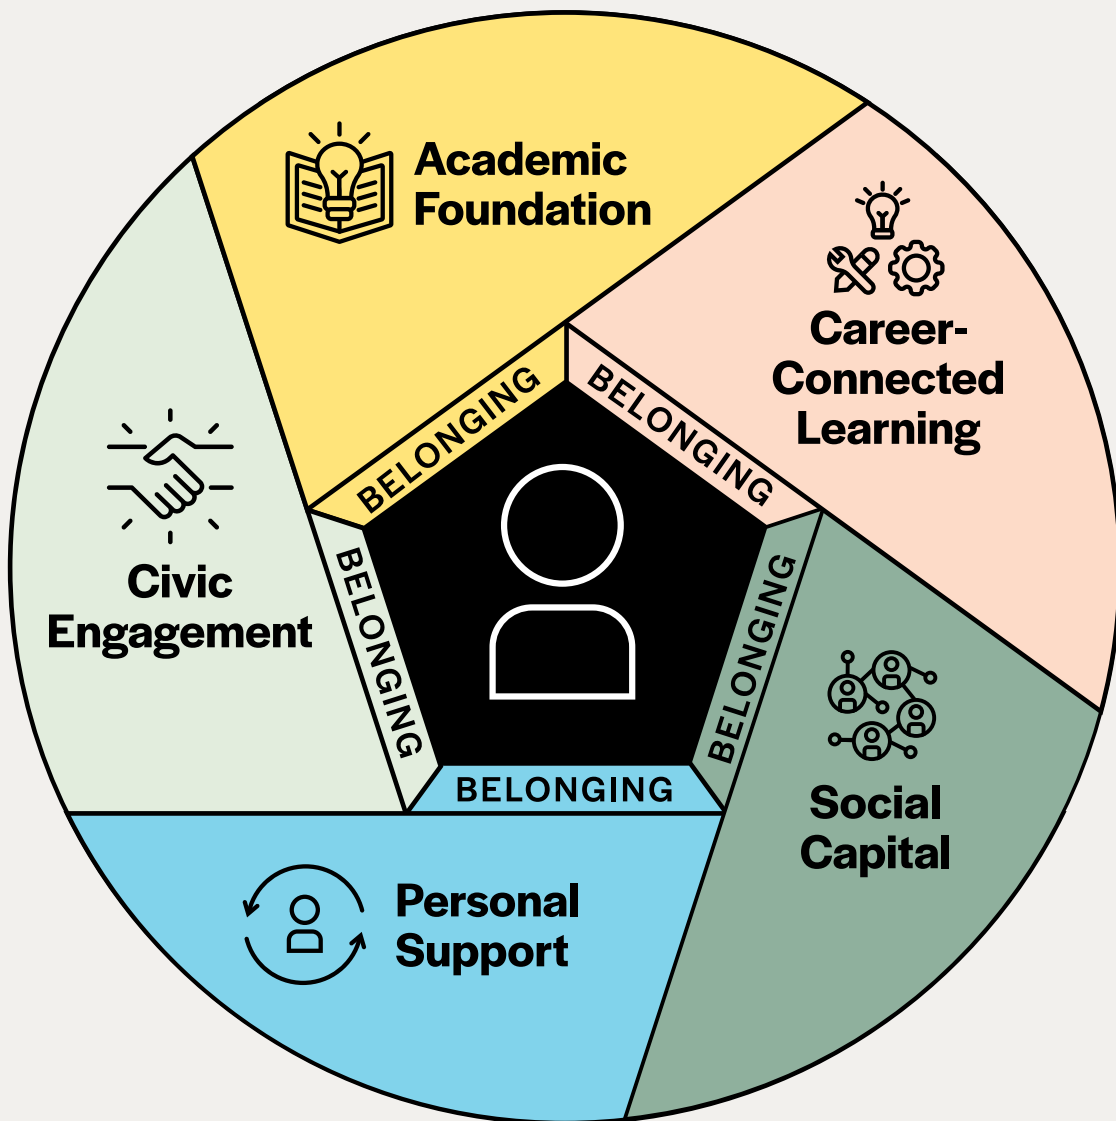 Academic
Foundation
Career-
Connected
Learning
BELONGING
BELONGING
Civic
Engagement
BELONGING
BELONGING
BELONGING
Social
Capital
Personal
Support